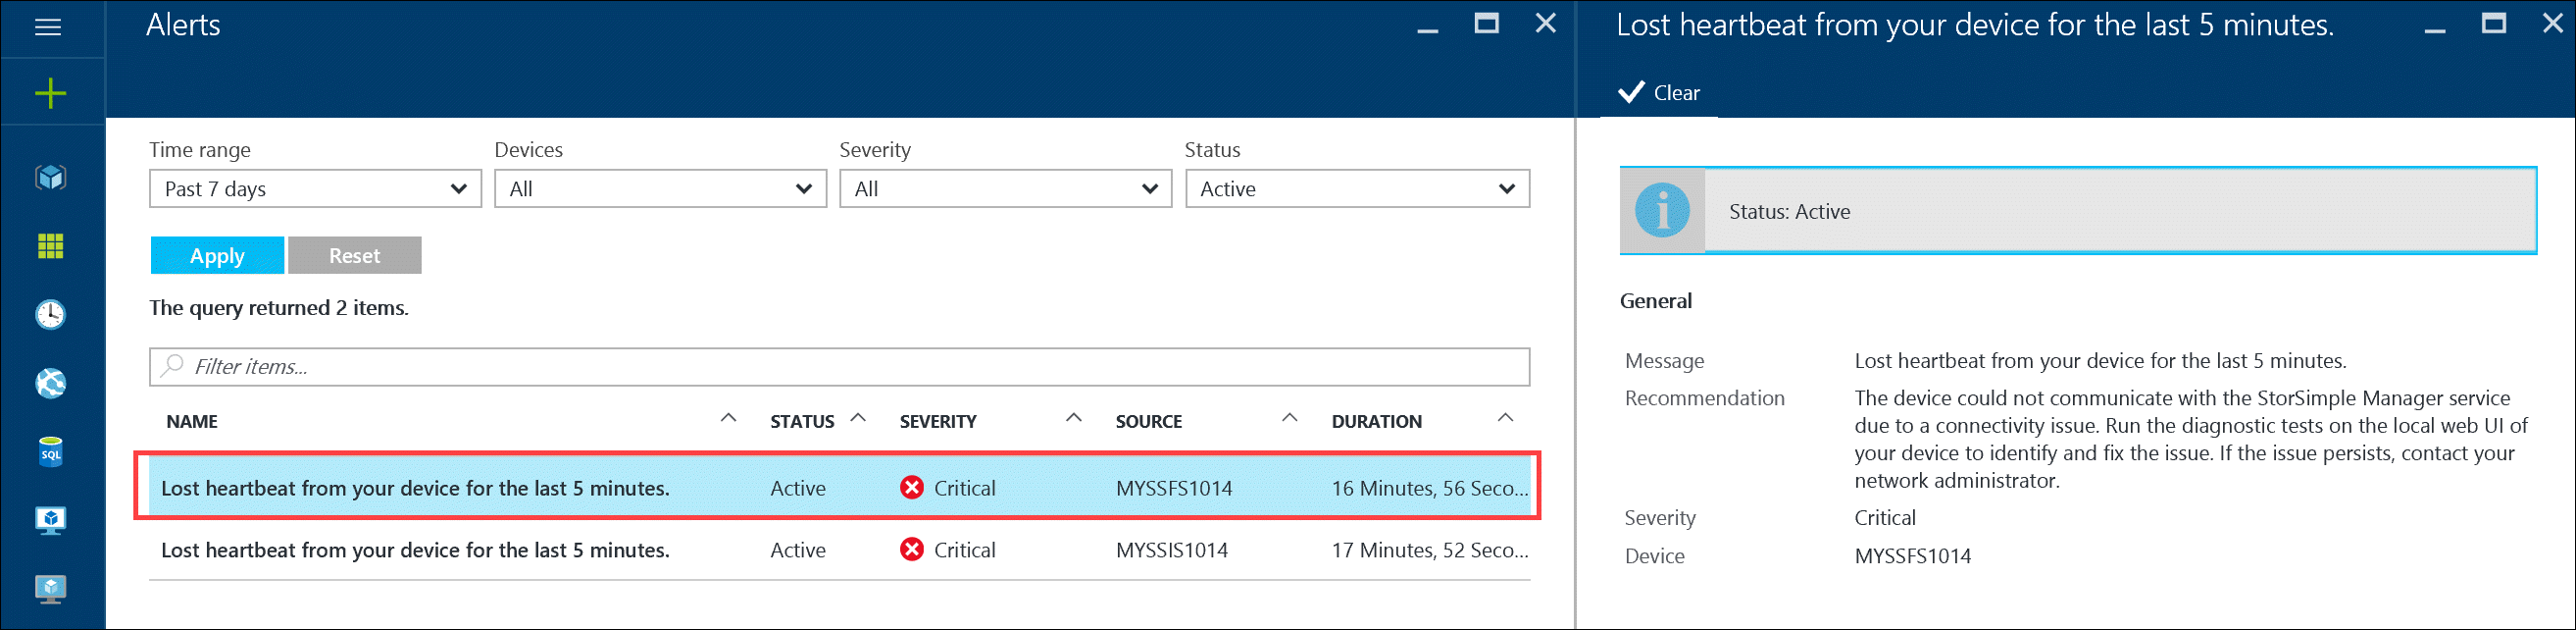 Alerts
Lost heartbeat from your device for the last 5 minutes.
Clear
Time range
Devices
Severity
Status
Past 7 days
All
All
Active
Apply
Reset
The query returned 2 items.
Filter items...
NAME STATUS SEVERITY SOURCE DURATION
Lost heartbeat from your device for the last 5 minutes. Active Critical MYSSFS1014 16 Minutes, 56 Seco...
Lost heartbeat from your device for the last 5 minutes. Active Critical MYSSIS1014 17 Minutes, 52 Seco...
SQL
Status: Active
General
Message Lost heartbeat from your device for the last 5 minutes.
Recommendation The device could not communicate with the StorSimple Manager service
due to a connectivity issue. Run the diagnostic tests on the local web UI of
your device to identify and fix the issue. If the issue persists, contact your
network administrator.
Severity Critical
Device MYSSFS1014